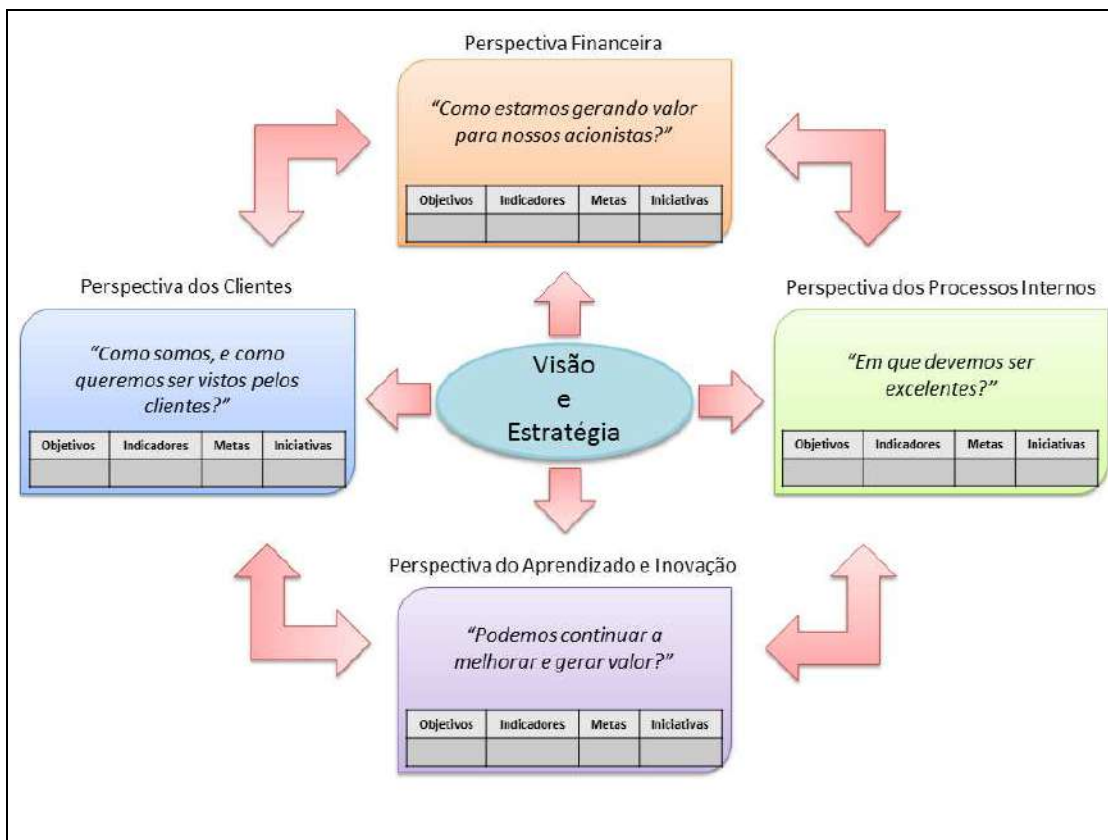 Perspectiva Financeira
“Como estamos gerando valor
para nossos acionistas?”
Objetivos Indicadores Metas Iniciativas
Perspectiva dos Clientes
“Como somos, e como
queremos ser vistos pelos
clientes?”
Objetivos Indicadores Metas Iniciativas
Visão
e
Estratégia
Perspectiva dos Processos Internos
“Em que devemos ser
excelentes?”
Objetivos Indicadores Metas Iniciativas
Perspectiva do Aprendizado e Inovação
“Podemos continuar a
melhorar e gerar valor?”
Objetivos Indicadores Metas Iniciativas